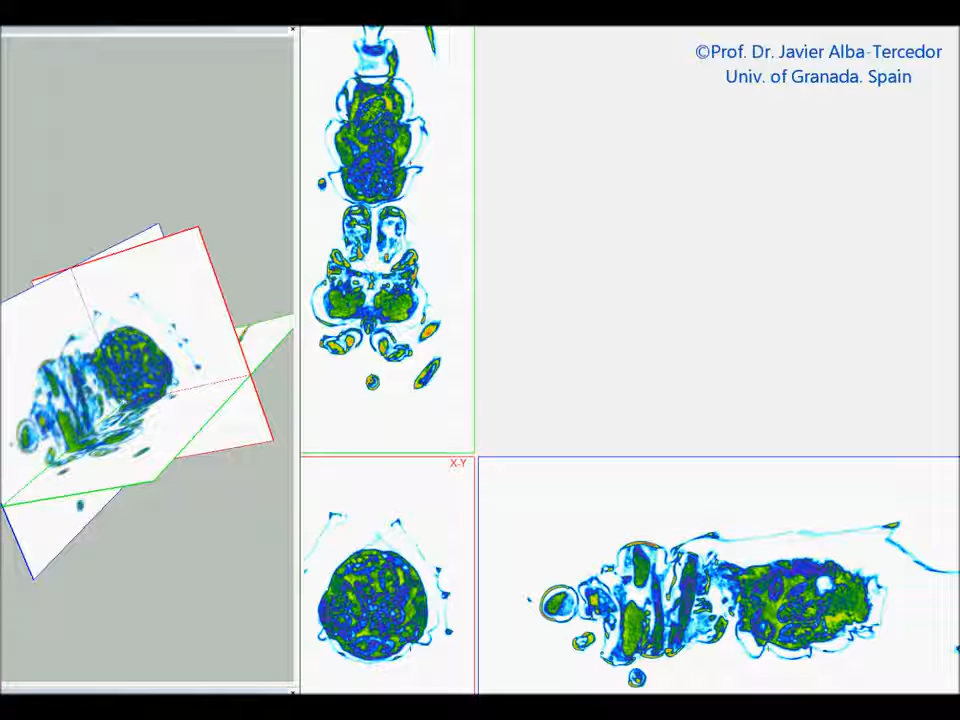 ©Prof. Dr. Javier Alba-Tercedor
Univ. of Granada. Spain
X-Y